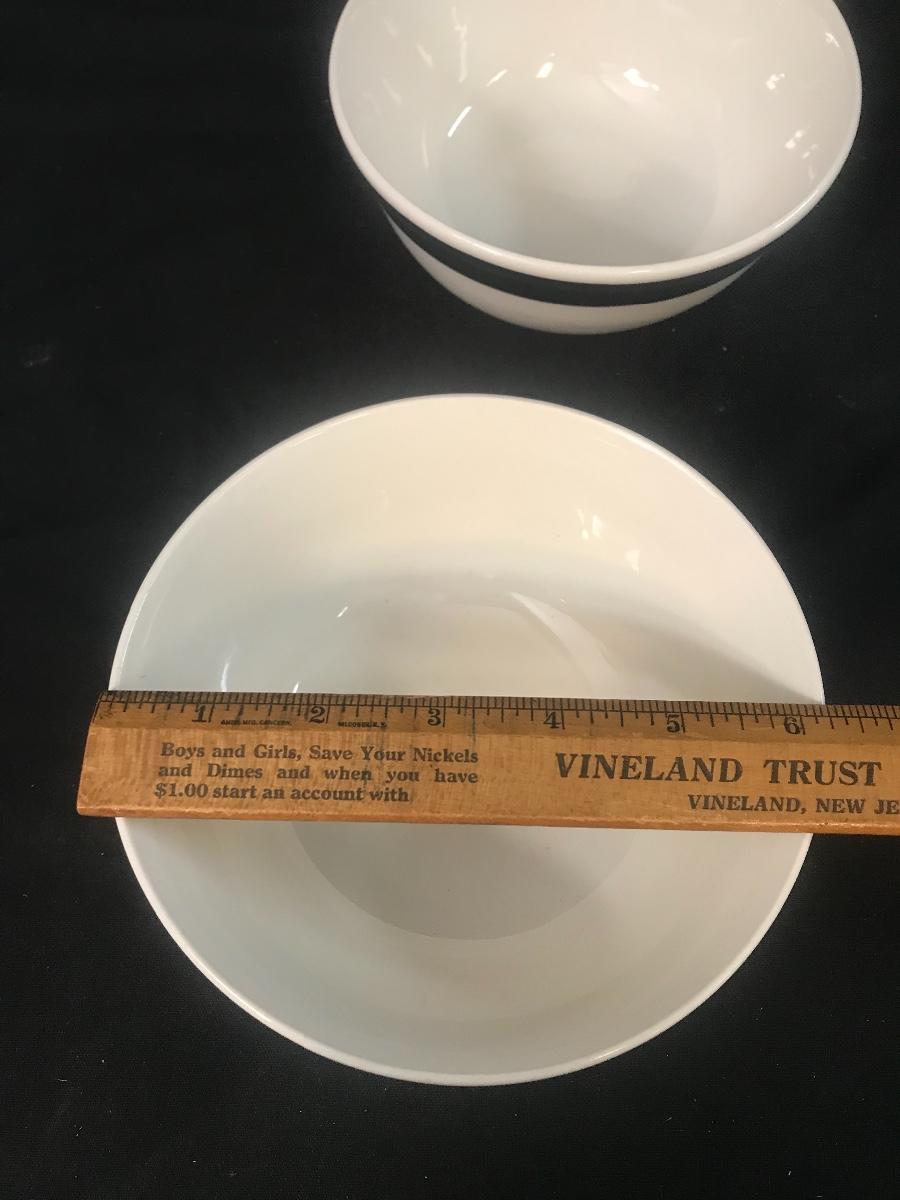 1 2 3 4 5 6
Boys and Girls, Save Your Nickels
and Dimes and when you have
$1.00 start an account with
VINELAND TRUST
VINELAND, NEW JE